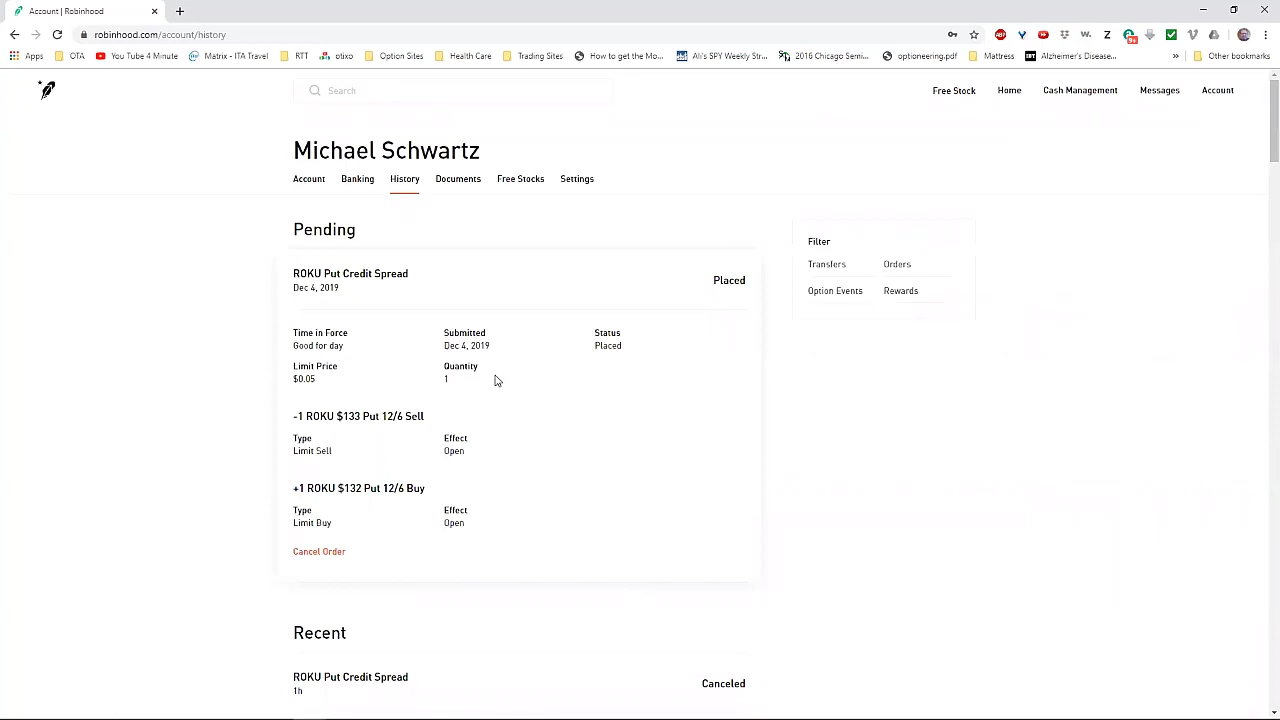 Account | Robinhood
robinhood.com/account/history
Apps OTA You Tube 4 Minute Matrix - ITA Travel RTT otixo Option Sites Health Care Trading Sites How to get the Mo... Ali's SPY Weekly Str... 2016 Chicago Semi... optioneering.pdf Mattress Alzheimer's Disease... » Other bookmarks
Search
Free Stock Home Cash Management Messages Account
Michael Schwartz
Account Banking History Documents Free Stocks Settings
Pending
Filter
Transfers Orders
Option Events Rewards
ROKU Put Credit Spread
Dec 4, 2019
Placed
Time in Force Submitted Status
Good for day Dec 4, 2019 Placed
Limit Price Quantity
$0.05 1
-1 ROKU $133 Put 12/6 Sell
Type Effect
Limit Sell Open
+1 ROKU $132 Put 12/6 Buy
Type Effect
Limit Buy Open
Cancel Order
Recent
ROKU Put Credit Spread
1h
Canceled